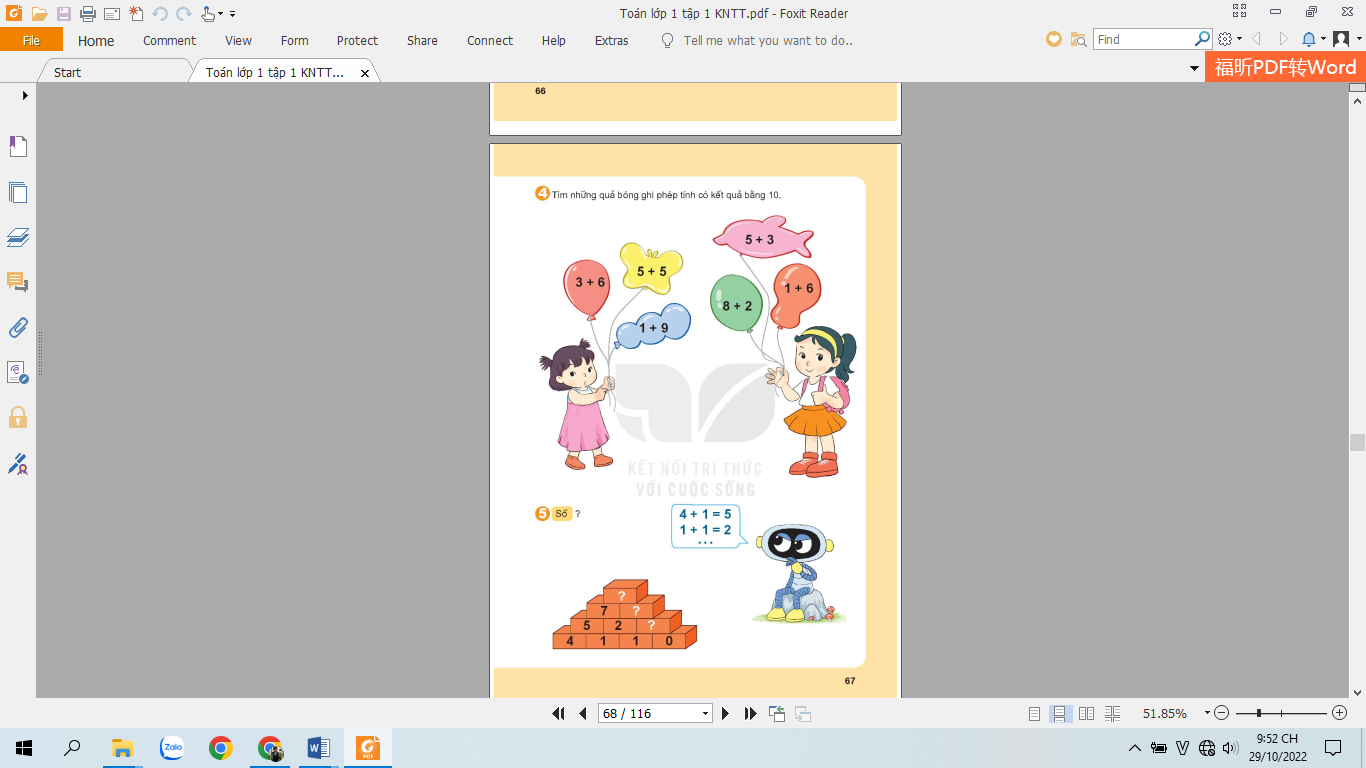 Toán lớp 1 tập 1 KNTT.pdf - Foxit Reader
File Home Comment View Form Protect Share Connect Help Extras Tell me what you want to do.. Find
Start Toán lớp 1 tập 1 KNTT... 福昕PDF转Word
66
4 Tìm những quả bóng ghi phép tính có kết quả bằng 10.
5 + 3
5 + 5
3 + 6
1 + 6
8 + 2
1 + 9
KẾT NỐI TRI THỨC
VỚI CUỘC SỐNG
5 Số ?
4 + 1 = 5
1 + 1 = 2
...
?
7 ?
5 2 ?
4 1 1 0
67
68 / 116 51.85%
Zalo PDF 9:52 CH
29/10/2022